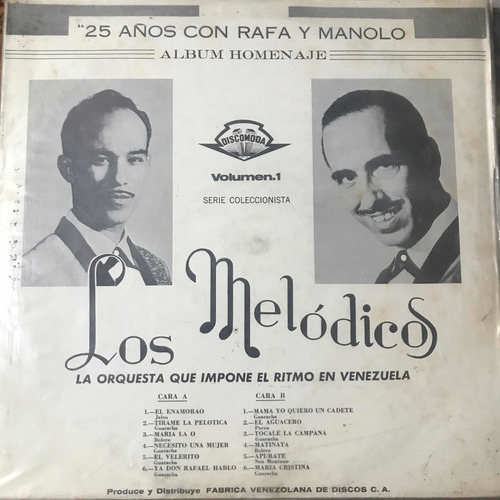 "25 AÑOS CON RAFA Y MANOLO
ALBUM HOMENAJE
DISCOMODA
Volumen.1
SERIE COLECCIONISTA
Los Melódicos
LA ORQUESTA QUE IMPONE EL RITMO EN VENEZUELA
CARA A
1.—EL ENAMORAO
Jaleo
2.—TIRAME LA PELOTICA
Guaracha
3.—MARIA LA O
Bolero
4.—NECESITO UNA MUJER
Guaracha
5.—EL VELERITO
Guaracha
6.—YA DON RAFAEL HABLO
Guaracha
CARA B
1.—MAMA YO QUIERO UN CADETE
Guaracha
2.—EL AGUACERO
Porro
3.—TOCALE LA CAMPANA
Guaracha
4.—MATINATA
Bolero
5.—APURATE
Son Montuno
6.—MARIA CRISTINA
Guaracha
Produce y Distribuye FABRICA VENEZOLANA DE DISCOS C. A.